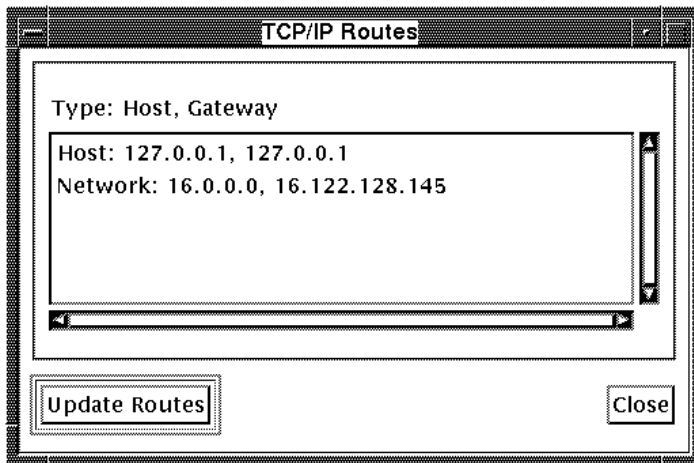 TCP/IP Routes
Type: Host, Gateway
Host: 127.0.0.1, 127.0.0.1
Network: 16.0.0.0, 16.122.128.145
Update Routes
Close